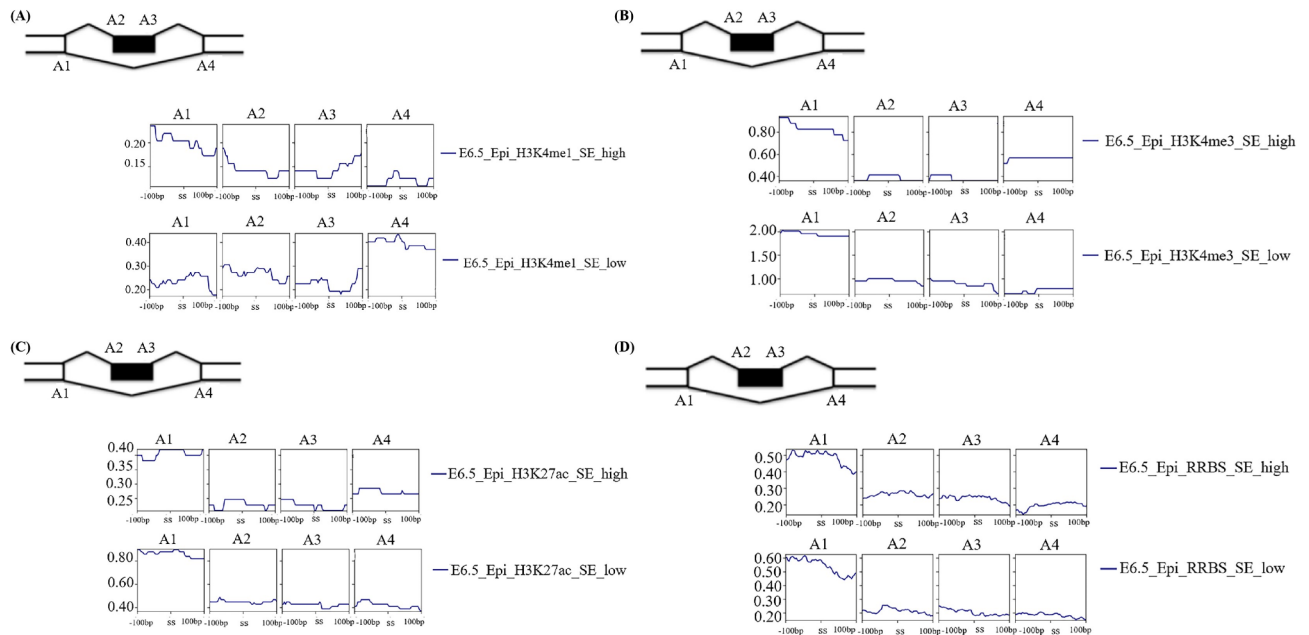 (A)
A2 A3
A1 A4
A1 A2 A3 A4
0.20
0.15
E6.5_Epi_H3K4me1_SE_high
-100bp ss 100bp -100bp ss 100bp -100bp ss 100bp -100bp ss 100bp
A1 A2 A3 A4
0.40
0.30
0.20
E6.5_Epi_H3K4me1_SE_low
-100bp ss 100bp -100bp ss 100bp -100bp ss 100bp -100bp ss 100bp
(B)
A2 A3
A1 A4
A1 A2 A3 A4
0.80
0.60
0.40
E6.5_Epi_H3K4me3_SE_high
-100bp ss 100bp -100bp ss 100bp -100bp ss 100bp -100bp ss 100bp
A1 A2 A3 A4
2.00
1.50
1.00
E6.5_Epi_H3K4me3_SE_low
-100bp ss 100bp -100bp ss 100bp -100bp ss 100bp -100bp ss 100bp
(C)
A2 A3
A1 A4
A1 A2 A3 A4
0.40
0.35
0.30
0.25
E6.5_Epi_H3K27ac_SE_high
-100bp ss 100bp -100bp ss 100bp -100bp ss 100bp -100bp ss 100bp
A1 A2 A3 A4
0.80
0.60
0.40
E6.5_Epi_H3K27ac_SE_low
-100bp ss 100bp -100bp ss 100bp -100bp ss 100bp -100bp ss 100bp
(D)
A2 A3
A1 A4
A1 A2 A3 A4
0.50
0.40
0.30
0.20
E6.5_Epi_RRBS_SE_high
-100bp ss 100bp -100bp ss 100bp -100bp ss 100bp -100bp ss 100bp
A1 A2 A3 A4
0.60
0.50
0.40
0.30
0.20
E6.5_Epi_RRBS_SE_low
-100bp ss 100bp -100bp ss 100bp -100bp ss 100bp -100bp ss 100bp